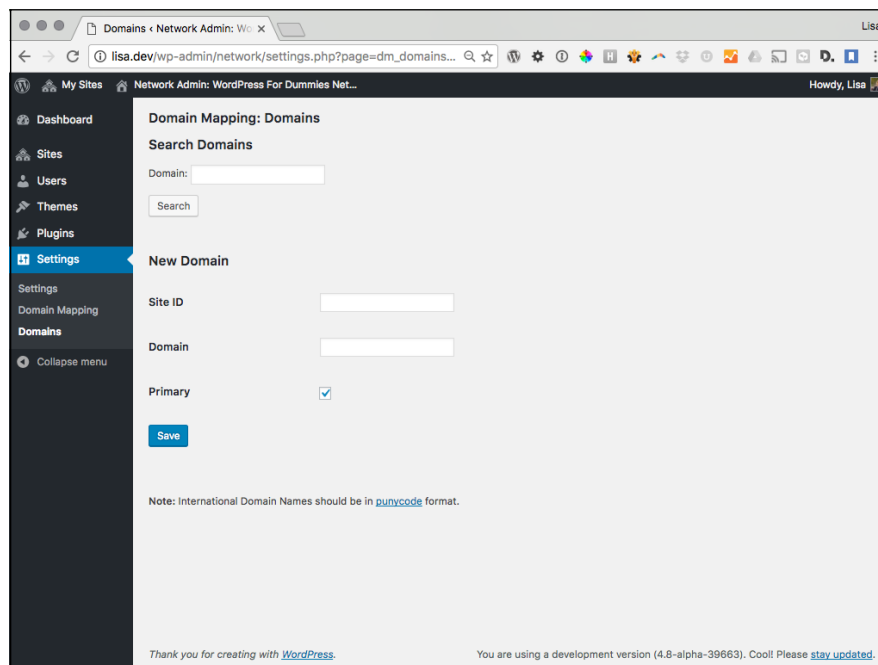 Domains ‹ Network Admin: Wo
Lisa
lisa.dev/wp-admin/network/settings.php?page=dm_domains...
My Sites
Network Admin: WordPress For Dummies Net...
Howdy, Lisa
Dashboard
Sites
Users
Themes
Plugins
Settings
Settings
Domain Mapping
Domains
Collapse menu
Domain Mapping: Domains
Search Domains
Domain:
Search
New Domain
Site ID
Domain
Primary
Save
Note: International Domain Names should be in punycode format.
Thank you for creating with WordPress.
You are using a development version (4.8-alpha-39663). Cool! Please stay updated.